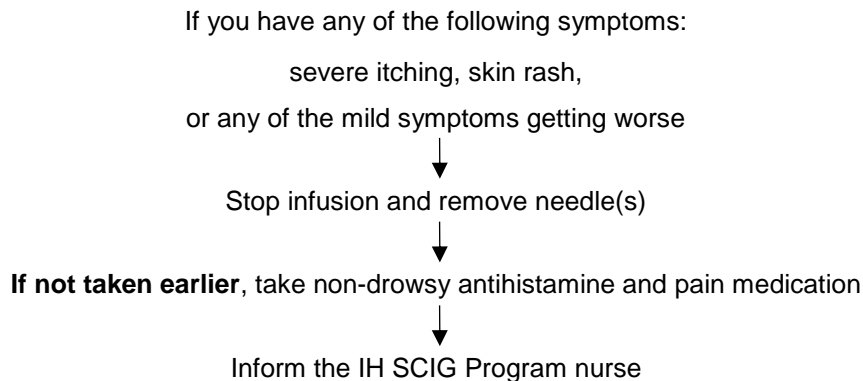 If you have any of the following symptoms:
severe itching, skin rash,
or any of the mild symptoms getting worse
Stop infusion and remove needle(s)
If not taken earlier, take non-drowsy antihistamine and pain medication
Inform the IH SCIG Program nurse